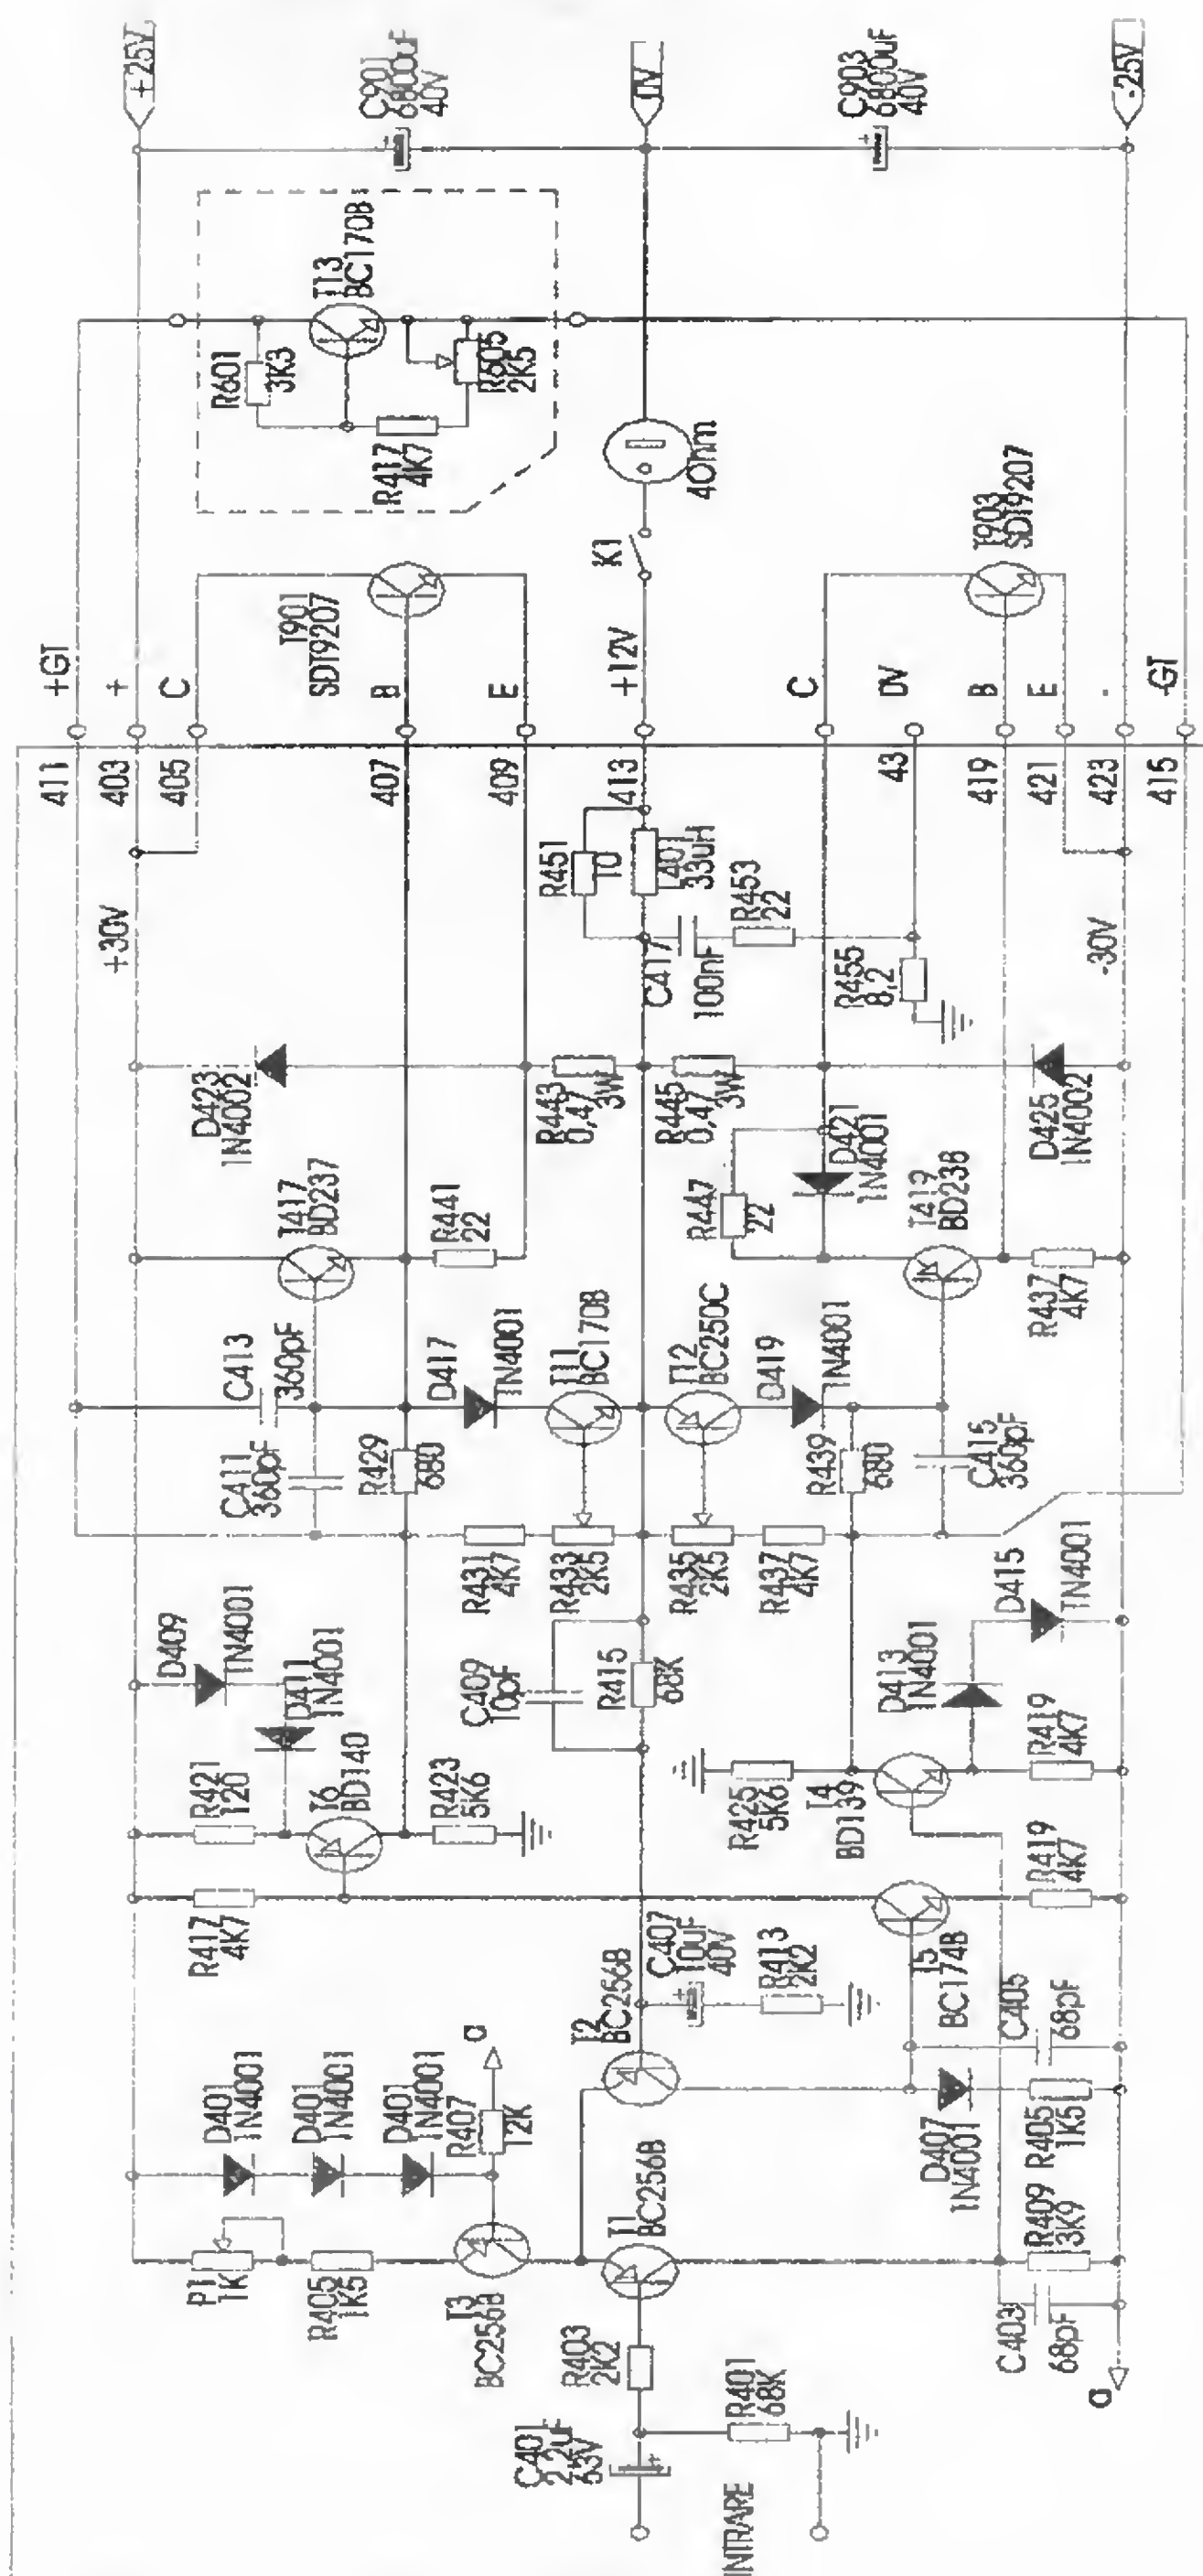 +25V
C901
6800uF
40V
0V
C903
6800uF
40V
-25V
T13
BC170B
R601
3K3
R417
4K7
R605
2K5
4Ohm
K1
T901
SDT9207
T903
SDT9207
+GT
+
C
B
E
+12V
C
DV
B
E
-GT
411
403
405
407
409
413
43
419
421
423
415
+30V
R451
10
L401
33uH
C417
100nF
R453
22
R455
8,2
-30V
D423
1N4002
R443
0,47
3W
R445
0,47
3W
D421
1N4001
D425
1N4002
T417
BD237
R441
22
R447
22
T419
BD238
R437
4K7
C413
360pF
D417
1N4001
T11
BC170B
T12
BC250C
D419
1N4001
C411
360pF
R429
680
R439
680
C415
360pF
R431
4K7
R433
2K5
R435
2K5
R437
4K7
D415
1N4001
D409
1N4001
D411
1N4001
C409
10pF
R415
68K
D413
1N4001
R421
120
T6
BD140
R423
5K6
R425
5K6
T4
BD139
R419
4K7
R417
4K7
R419
4K7
T5
BC174B
C407
10uF
40V
R413
2K2
T2
BC256B
C405
68pF
D401
1N4001
D401
1N4001
D401
1N4001
R407
12K
a
D407
1N4001
R405
1K5
P1
1K
R405
1K5
T3
BC256B
T1
BC256B
R409
3K9
C403
68pF
a
R403
2K2
C401
2,2uF
63V
R401
68K
INTRARE